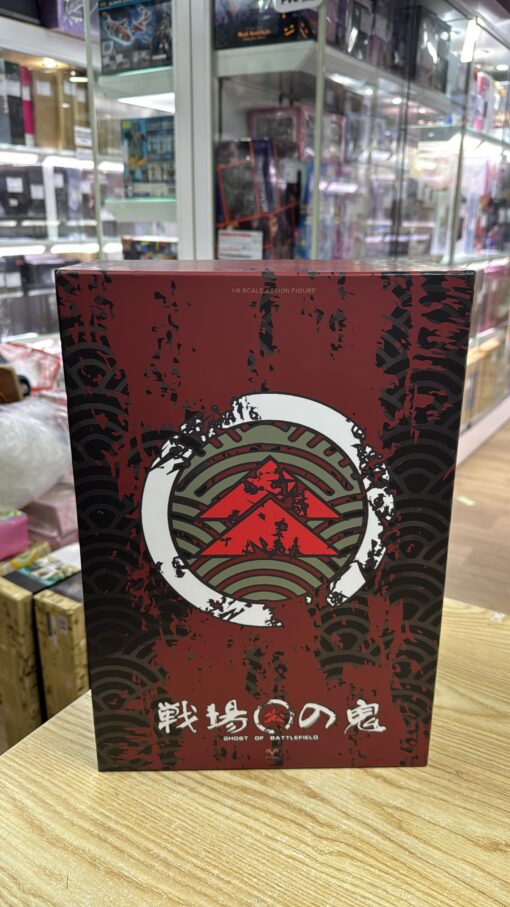 1/6 SCALE ACTION FIGURE
戦場の鬼
GHOST OF BATTLEFIELD